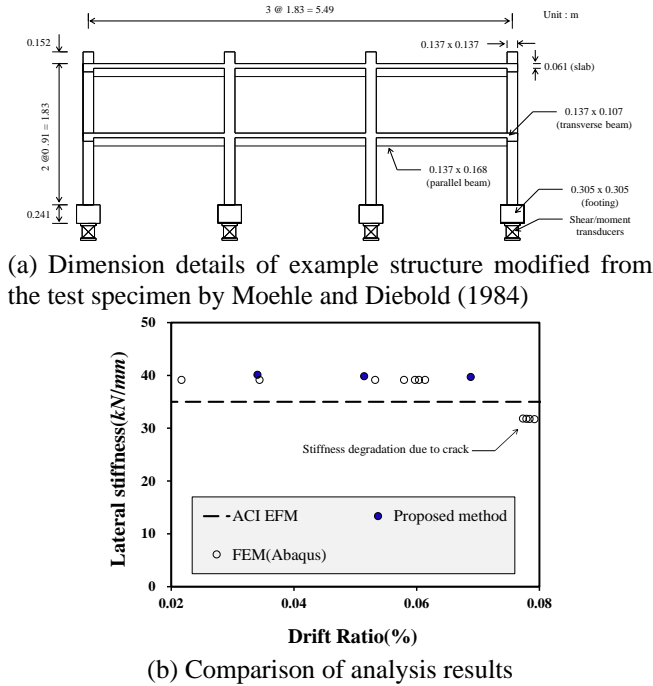 3 @ 1.83 = 5.49
Unit : m
0.152
0.137 x 0.137
0.061 (slab)
2 @0 .91 = 1.83
0.137 x 0.107
(transverse beam)
0.137 x 0.168
(parallel beam)
0.241
0.305 x 0.305
(footing)
Shear/moment
transducers
(a) Dimension details of example structure modified from
the test specimen by Moehle and Diebold (1984)
50
40
30
20
10
0
Lateral stiffness(kN/mm)
Stiffness degradation due to crack
ACI EFM
Proposed method
FEM(Abaqus)
0.02
0.04
0.06
0.08
Drift Ratio(%)
(b) Comparison of analysis results